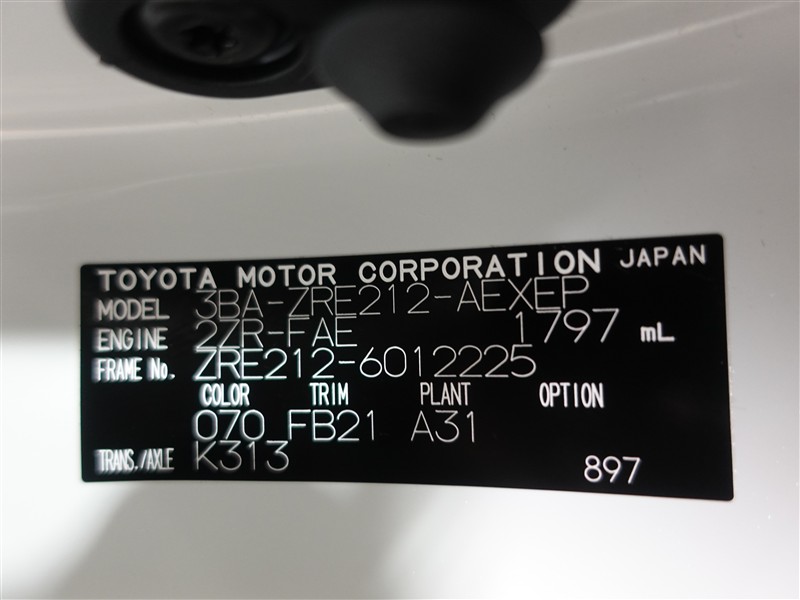 TOYOTA MOTOR CORPORATION JAPAN
MODEL 3BA-ZRE212-AEXEP
ENGINE 2ZR-FAE 1797 mL
FRAME No. ZRE212-6012225
COLOR TRIM PLANT OPTION
070 FB21 A31
TRANS./AXLE K313 897